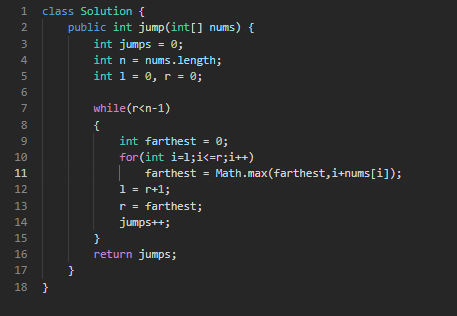 1 class Solution {
2     public int jump(int[] nums) {
3         int jumps = 0;
4         int n = nums.length;
5         int l = 0, r = 0;
6
7         while(r<n-1)
8         {
9             int farthest = 0;
10             for(int i=l;i<=r;i++)
11                 farthest = Math.max(farthest,i+nums[i]);
12             l = r+1;
13             r = farthest;
14             jumps++;
15         }
16         return jumps;
17     }
18 }